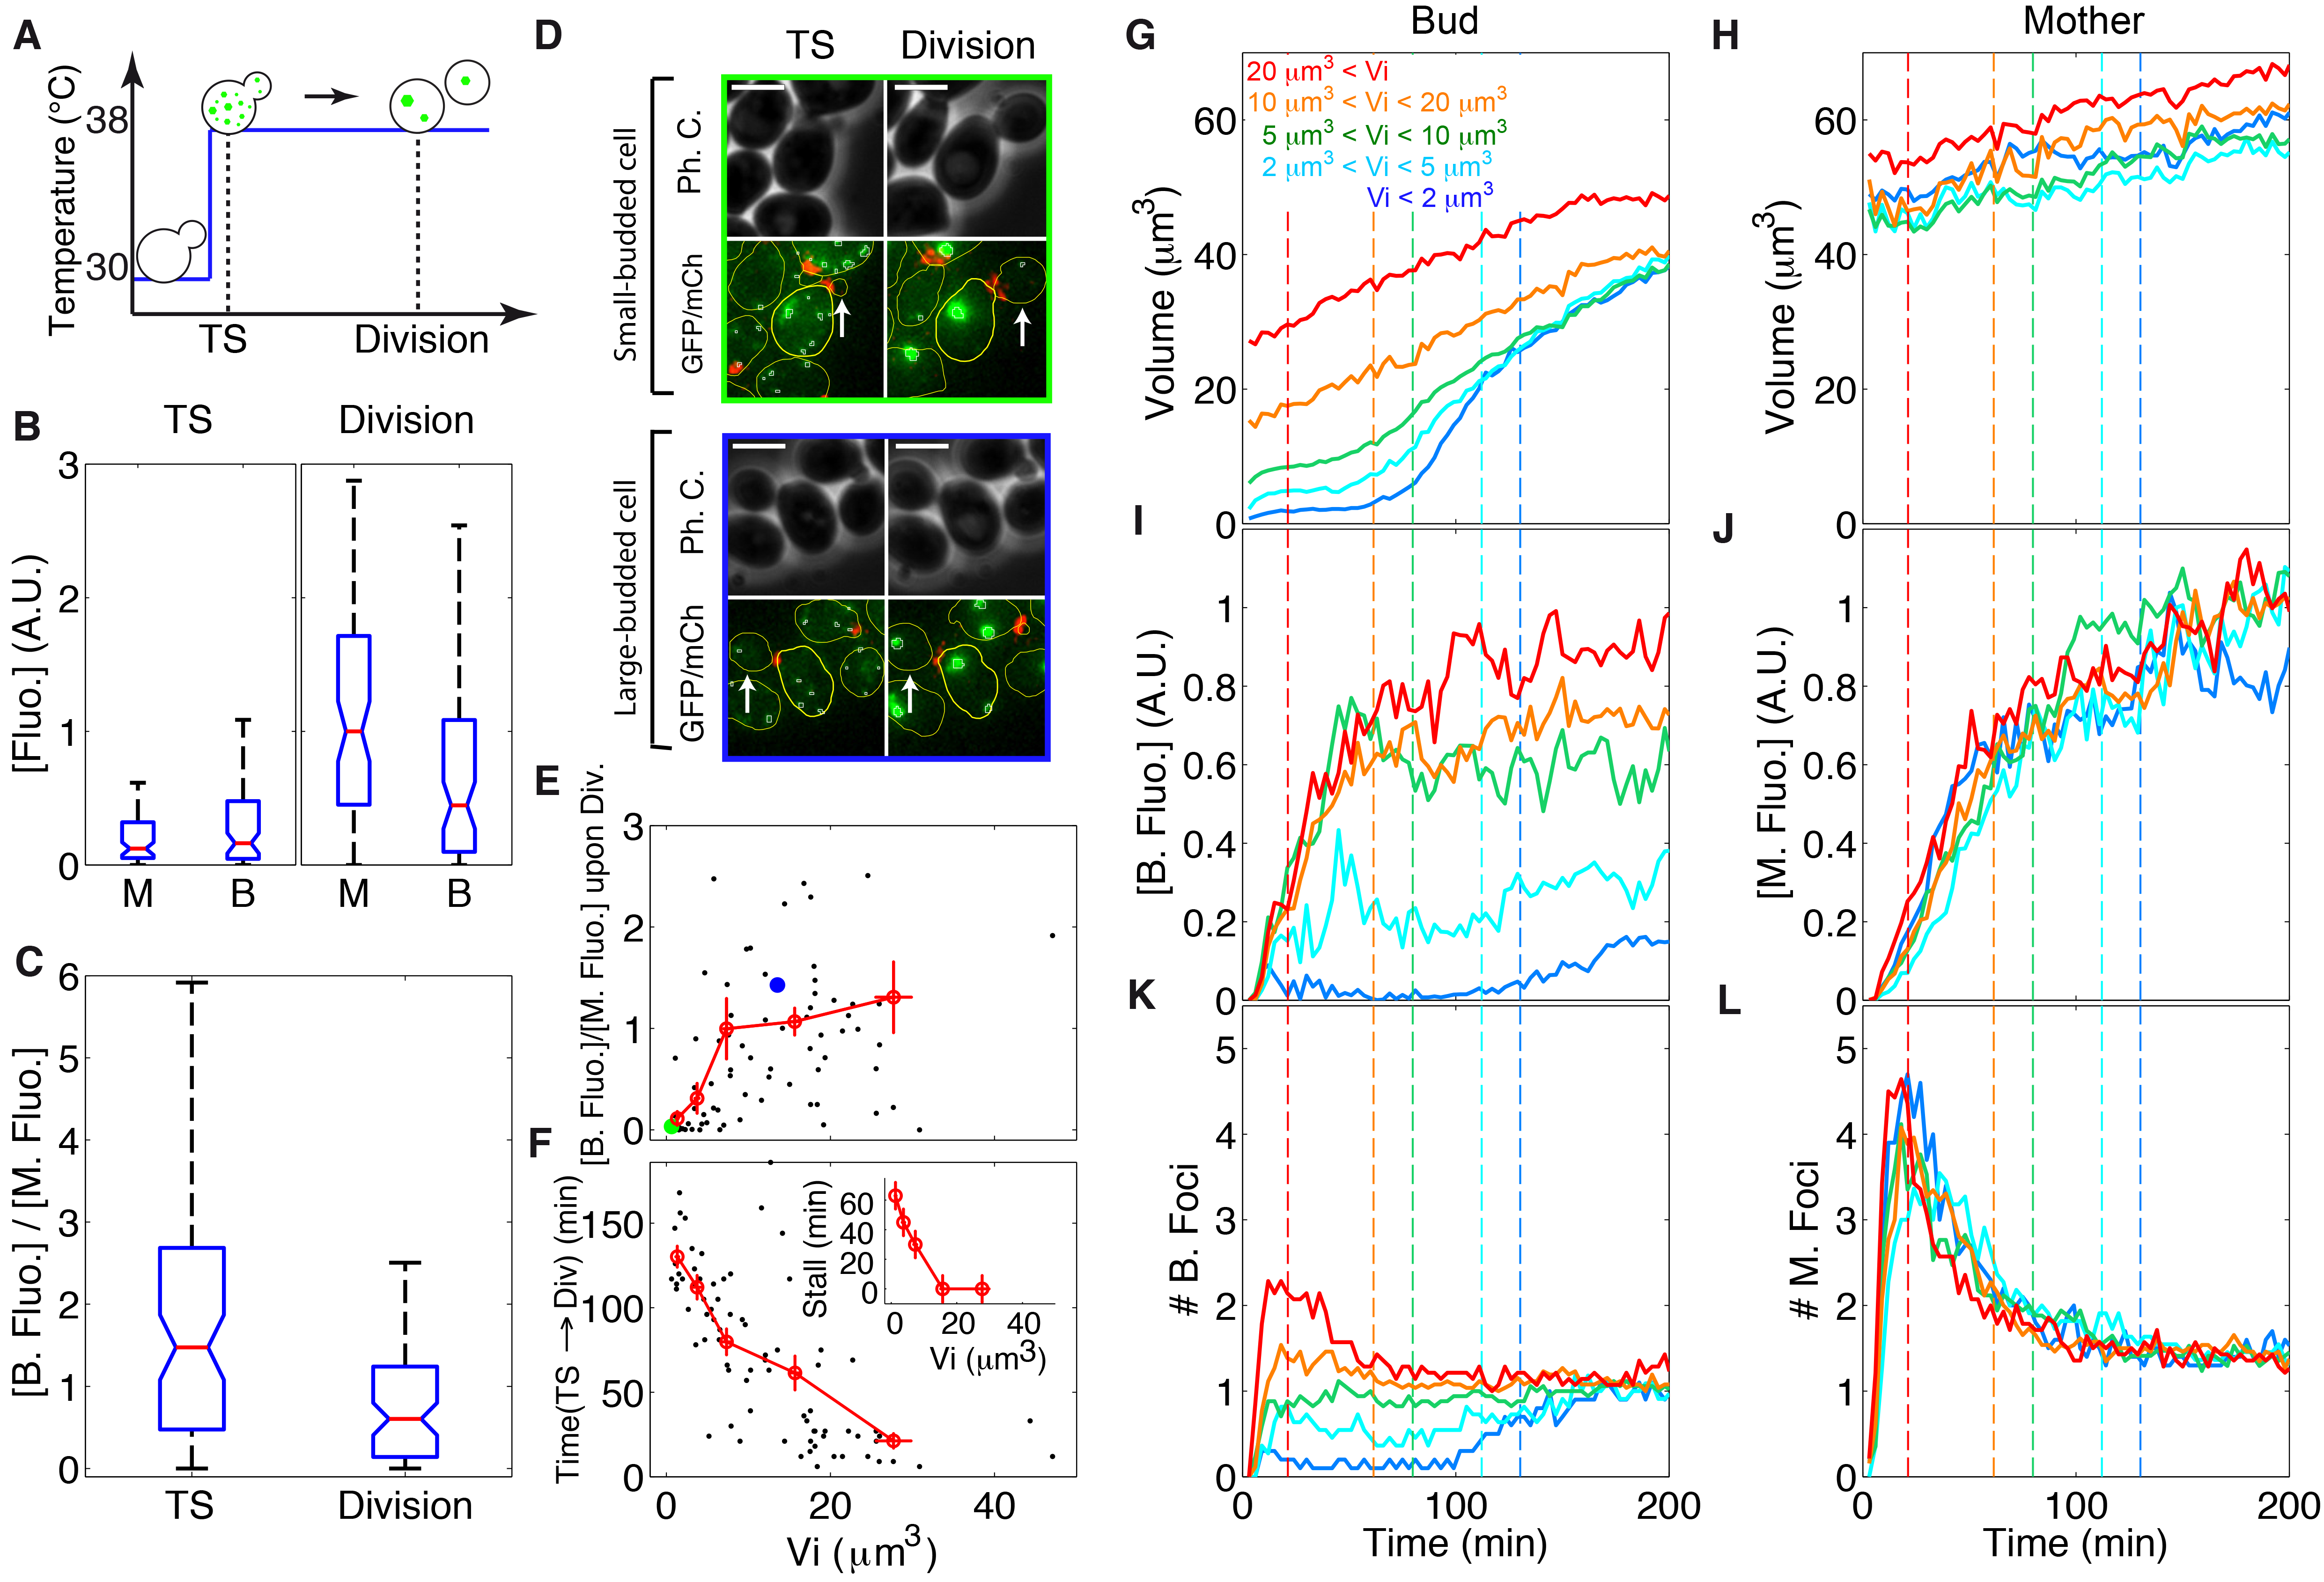 A
Temperature (°C)
38
30
TS
Division
B
TS
Division
[Fluo.] (A.U.)
3
2
1
0
M
B
M
B
C
[B. Fluo.] / [M. Fluo.]
6
5
4
3
2
1
0
TS
Division
D
TS
Division
Small-budded cell
Ph. C.
GFP/mCh
Large-budded cell
Ph. C.
GFP/mCh
E
[B. Fluo.]/[M. Fluo.] upon Div.
3
2
1
0
F
Time(TS → Div) (min)
150
100
50
0
0
20
40
Vi (μm³)
Stall (min)
60
40
20
0
0
20
40
Vi (μm³)
G
Bud
20 μm³ < Vi
10 μm³ < Vi < 20 μm³
5 μm³ < Vi < 10 μm³
2 μm³ < Vi < 5 μm³
Vi < 2 μm³
Volume (μm³)
60
40
20
0
H
Mother
Volume (μm³)
60
40
20
0
I
[B. Fluo.] (A.U.)
1
0.8
0.6
0.4
0.2
0
J
[M. Fluo.] (A.U.)
1
0.8
0.6
0.4
0.2
0
K
# B. Foci
5
4
3
2
1
0
0
100
200
Time (min)
L
# M. Foci
5
4
3
2
1
0
0
100
200
Time (min)